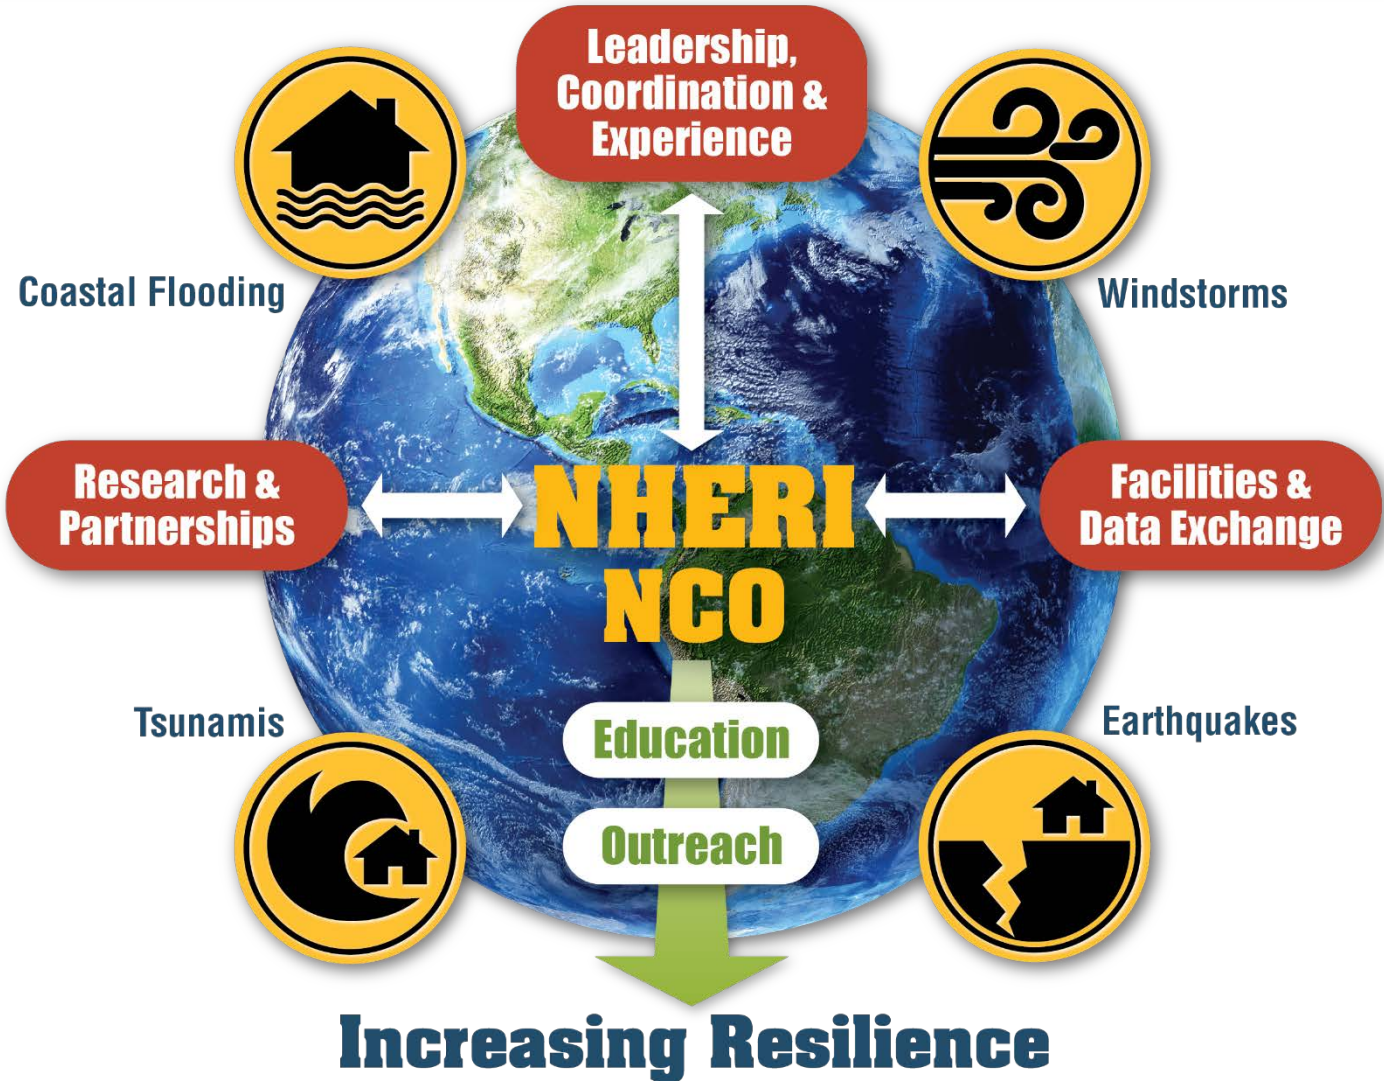 Leadership,
Coordination &
Experience
Coastal Flooding
Windstorms
Research &
Partnerships
NHERI
NCO
Facilities &
Data Exchange
Tsunamis
Education
Earthquakes
Outreach
Increasing Resilience